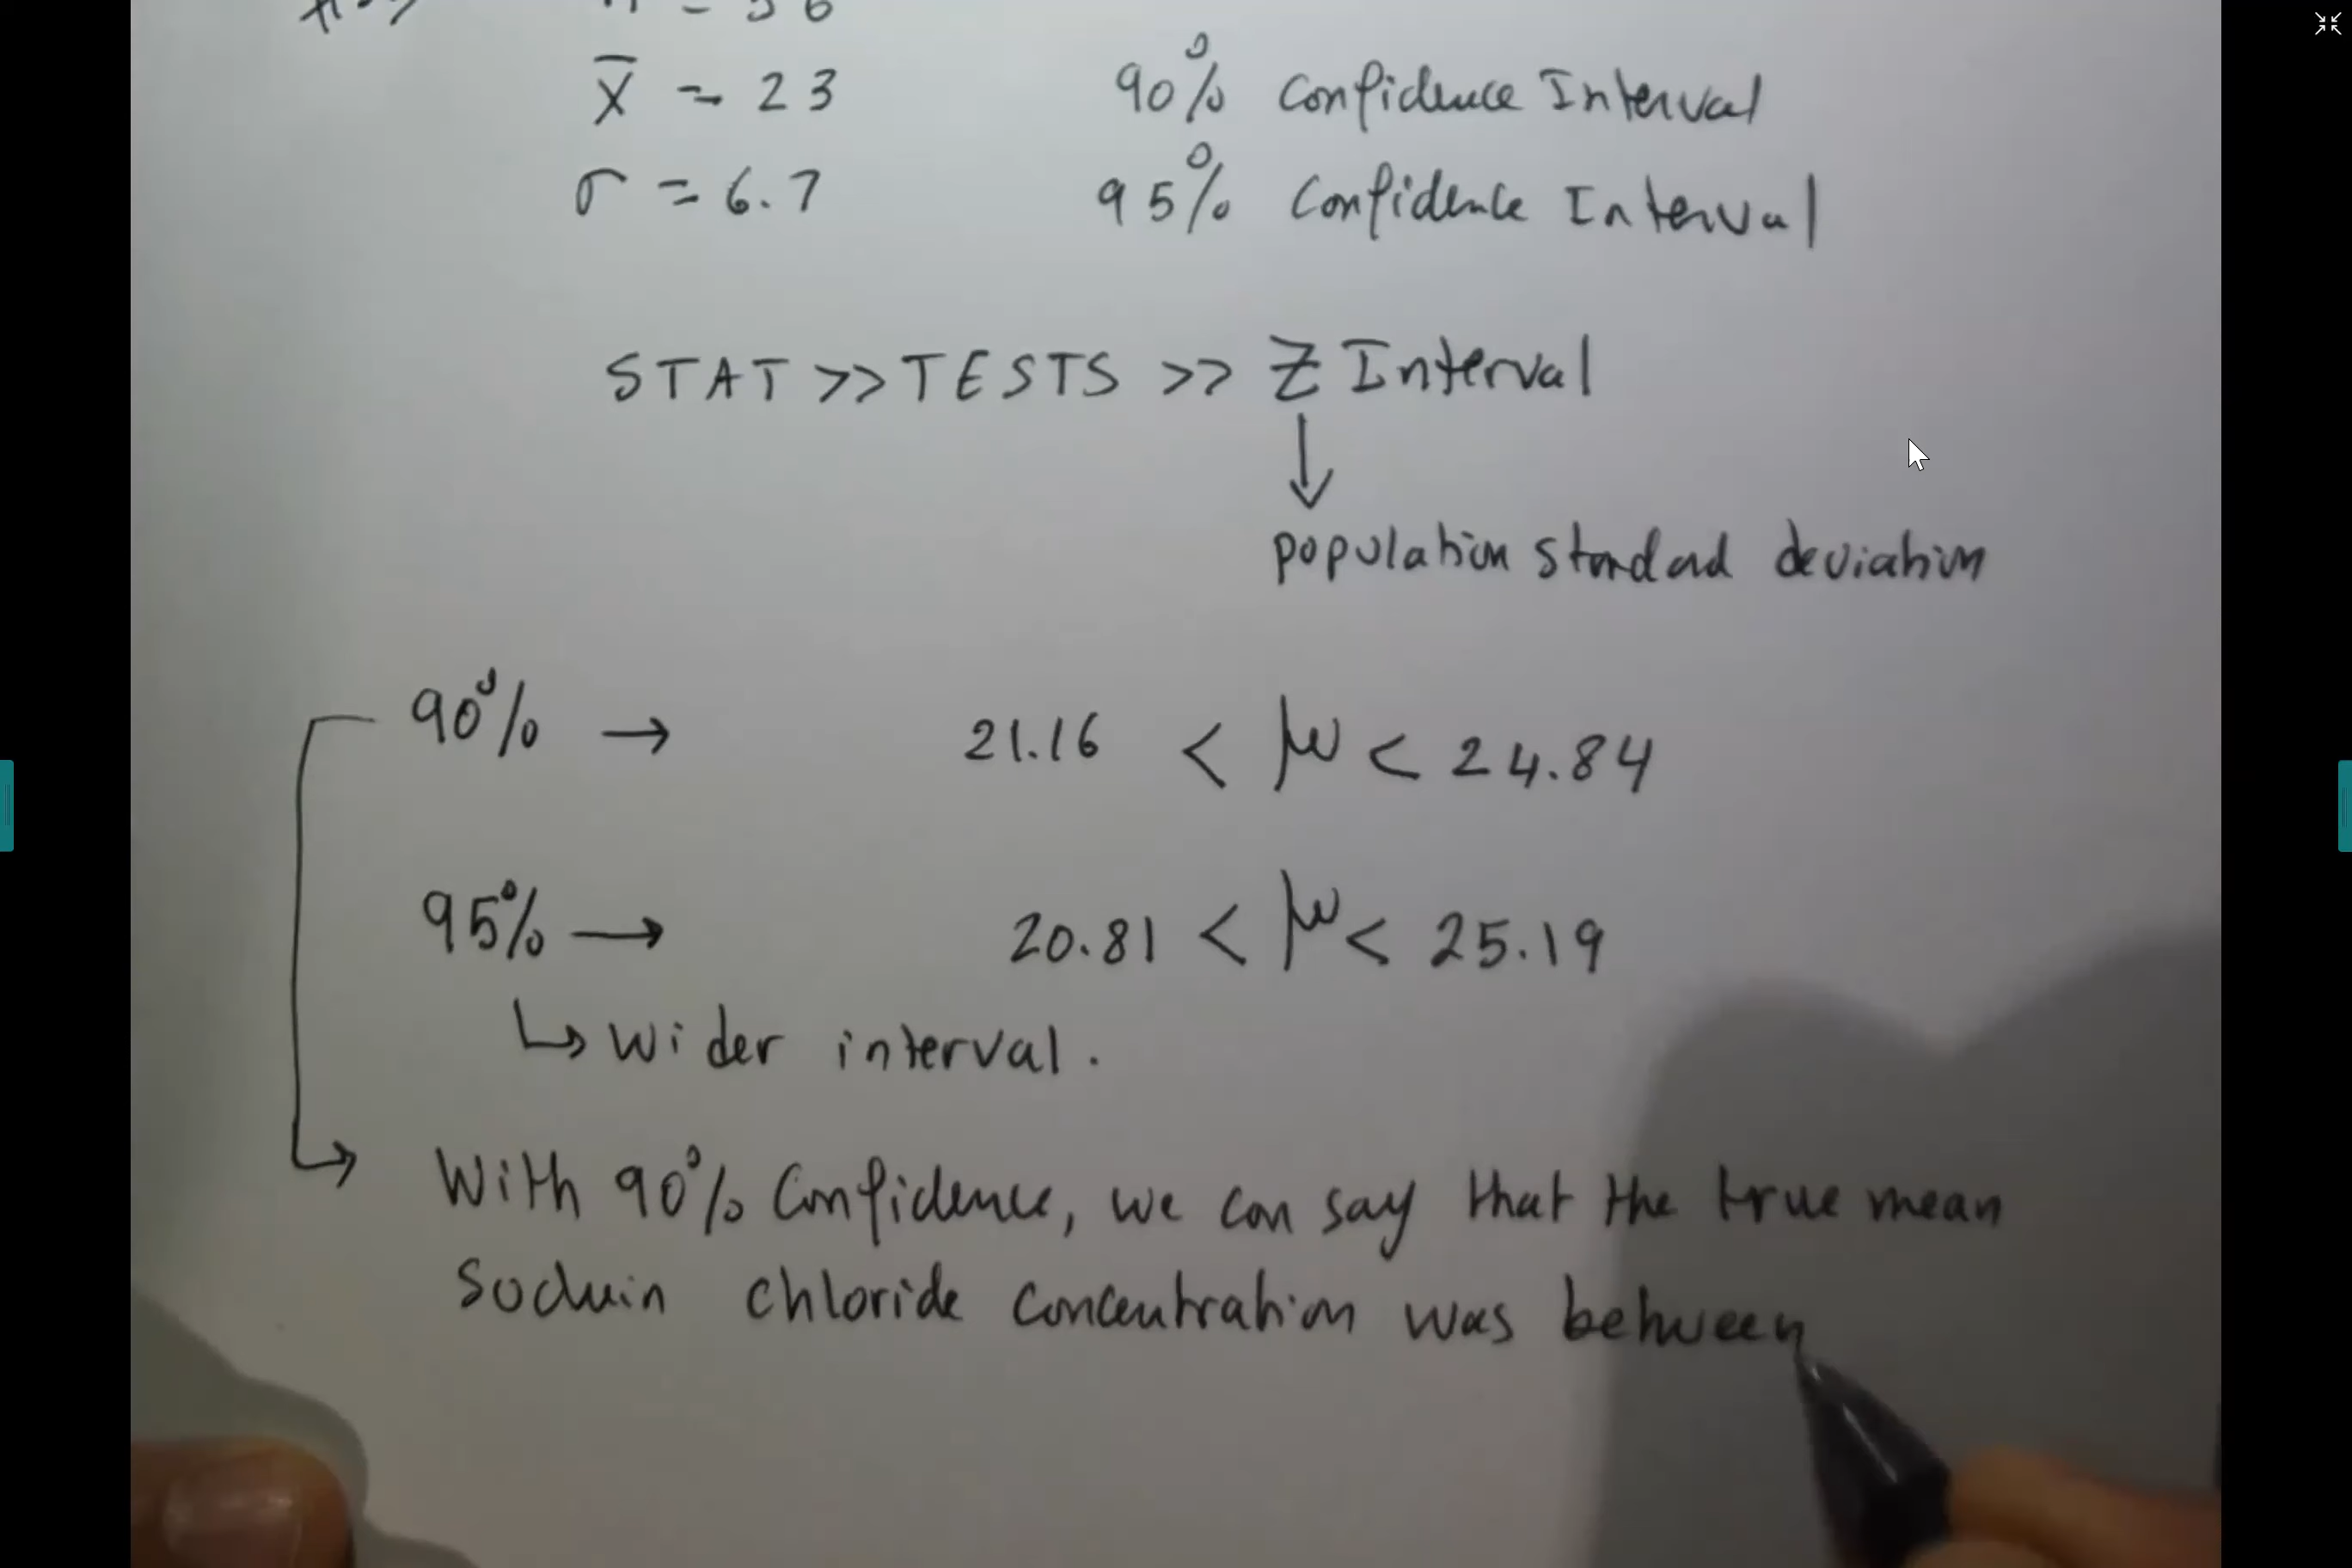 n = 36
x̄ = 23 90% Confidence Interval
σ = 6.7 95% Confidence Interval
STAT >> TESTS >> Z Interval
↓
population standard deviation
90% → 21.16 < μ < 24.84
95% → 20.81 < μ < 25.19
↳ wider interval.
↳ With 90% Confidence, we can say that the true mean
Sodium chloride concentration was between